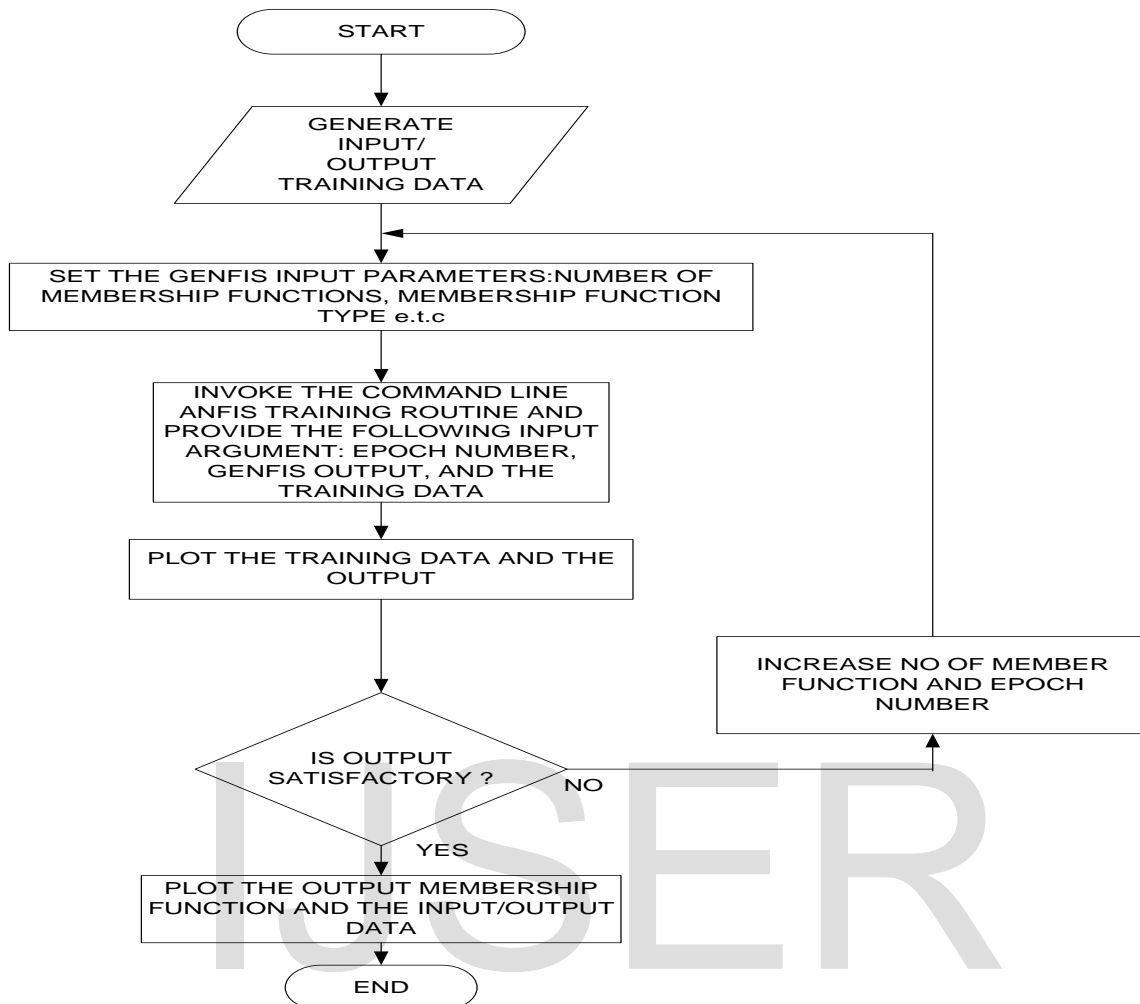 START
GENERATE
INPUT/
OUTPUT
TRAINING DATA
SET THE GENFIS INPUT PARAMETERS:NUMBER OF
MEMBERSHIP FUNCTIONS, MEMBERSHIP FUNCTION
TYPE e.t.c
INVOKE THE COMMAND LINE
ANFIS TRAINING ROUTINE AND
PROVIDE THE FOLLOWING INPUT
ARGUMENT: EPOCH NUMBER,
GENFIS OUTPUT, AND THE
TRAINING DATA
PLOT THE TRAINING DATA AND THE
OUTPUT
INCREASE NO OF MEMBER
FUNCTION AND EPOCH
NUMBER
IS OUTPUT
SATISFACTORY ?
NO
YES
PLOT THE OUTPUT MEMBERSHIP
FUNCTION AND THE INPUT/OUTPUT
DATA
END
IJSER